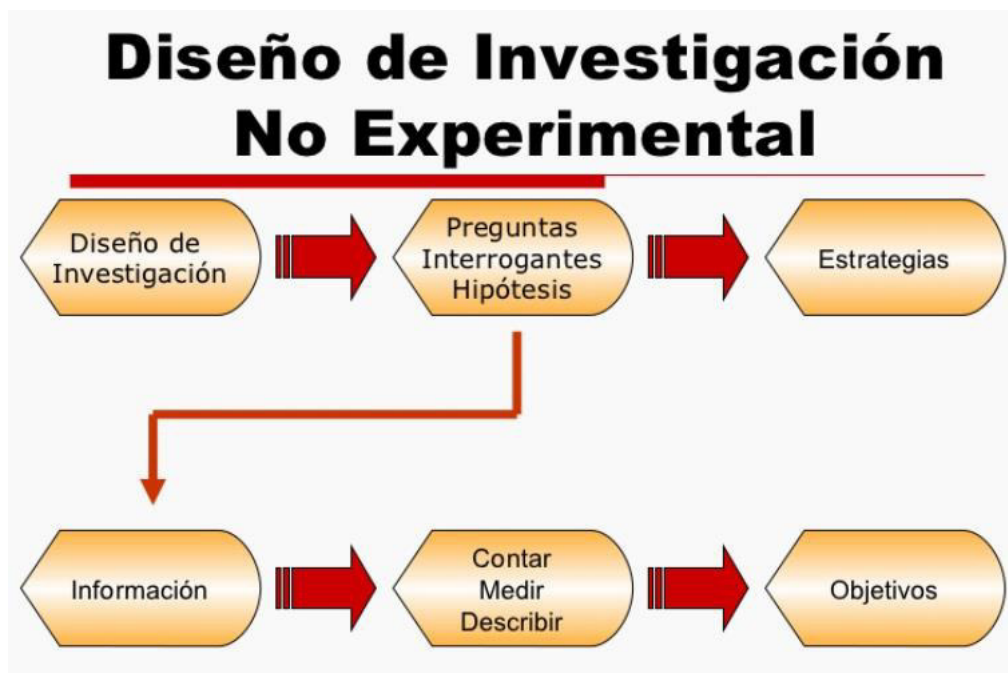 Diseño de Investigación
No Experimental
Diseño de
Investigación
Preguntas
Interrogantes
Hipótesis
Estrategias
Información
Contar
Medir
Describir
Objetivos